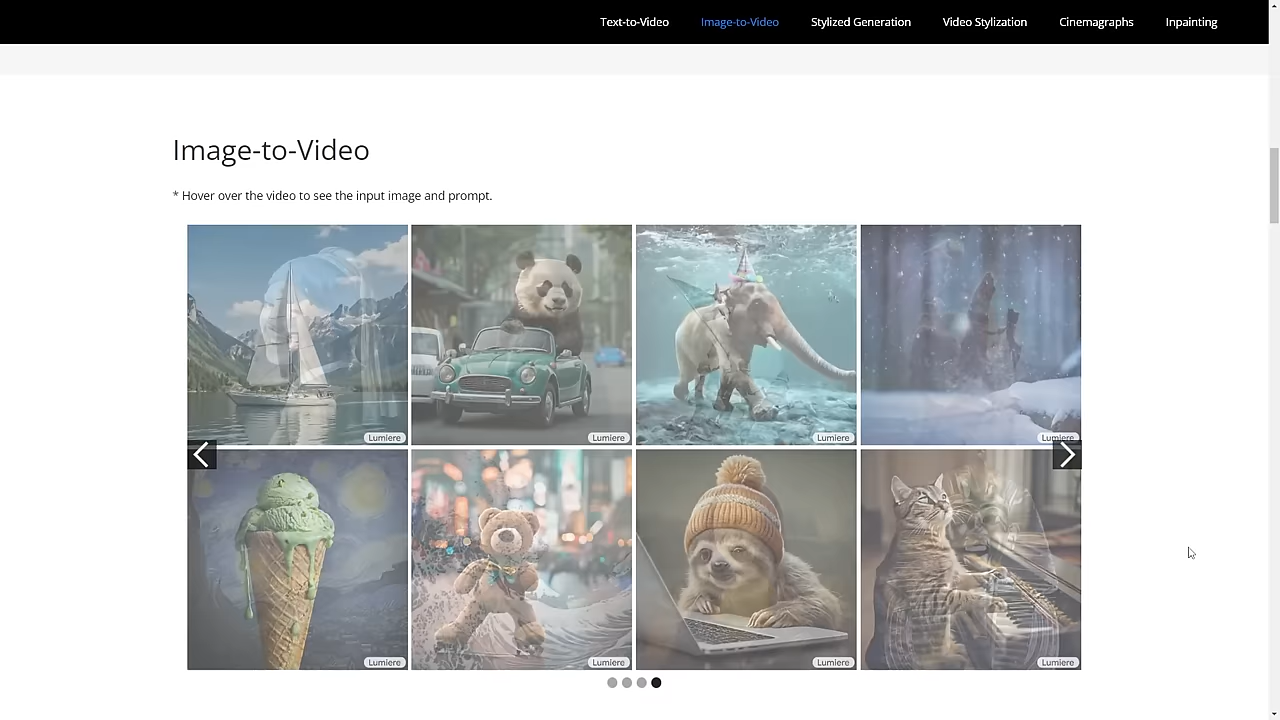 Text-to-Video Image-to-Video Stylized Generation Video Stylization Cinemagraphs Inpainting
Image-to-Video
* Hover over the video to see the input image and prompt.
Lumiere Lumiere Lumiere Lumiere
Lumiere Lumiere Lumiere Lumiere